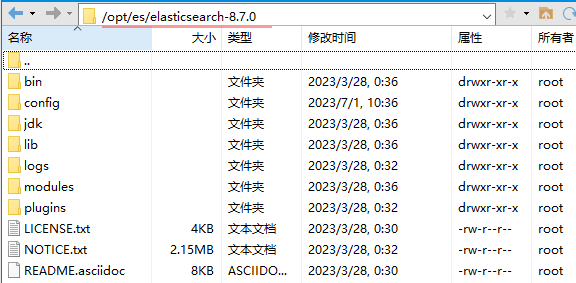 /opt/es/elasticsearch-8.7.0
名称 大小 类型 修改时间 属性 所有者
..
bin 文件夹 2023/3/28, 0:36 drwxr-xr-x root
config 文件夹 2023/7/1, 10:36 drwxr-xr-x root
jdk 文件夹 2023/3/28, 0:36 drwxr-xr-x root
lib 文件夹 2023/3/28, 0:36 drwxr-xr-x root
logs 文件夹 2023/3/28, 0:32 drwxr-xr-x root
modules 文件夹 2023/3/28, 0:36 drwxr-xr-x root
plugins 文件夹 2023/3/28, 0:32 drwxr-xr-x root
LICENSE.txt 4KB 文本文档 2023/3/28, 0:30 -rw-r--r-- root
NOTICE.txt 2.15MB 文本文档 2023/3/28, 0:32 -rw-r--r-- root
README.asciidoc 8KB ASCIIDO... 2023/3/28, 0:30 -rw-r--r-- root